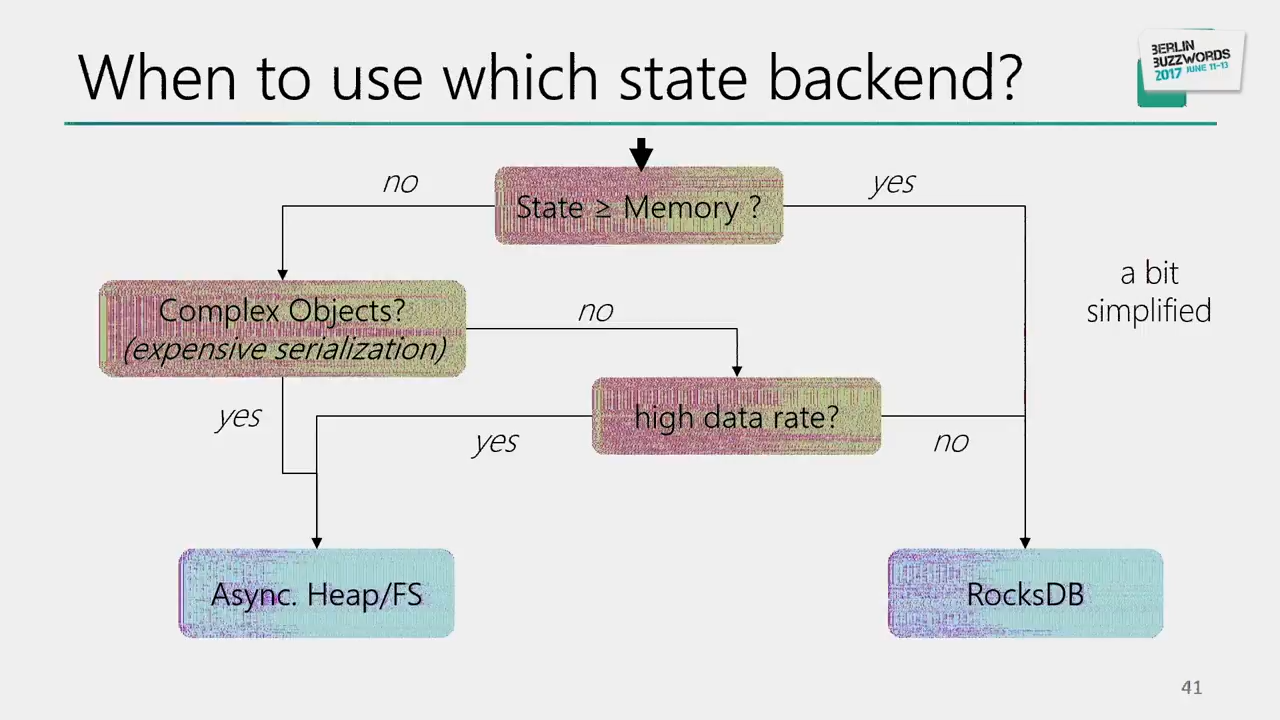 When to use which state backend?
BERLIN
BUZZWORDS
2017 JUNE 11-13
no
yes
State ≥ Memory ?
a bit
simplified
Complex Objects?
(expensive serialization)
no
yes
high data rate?
yes
no
Async. Heap/FS
RocksDB
41